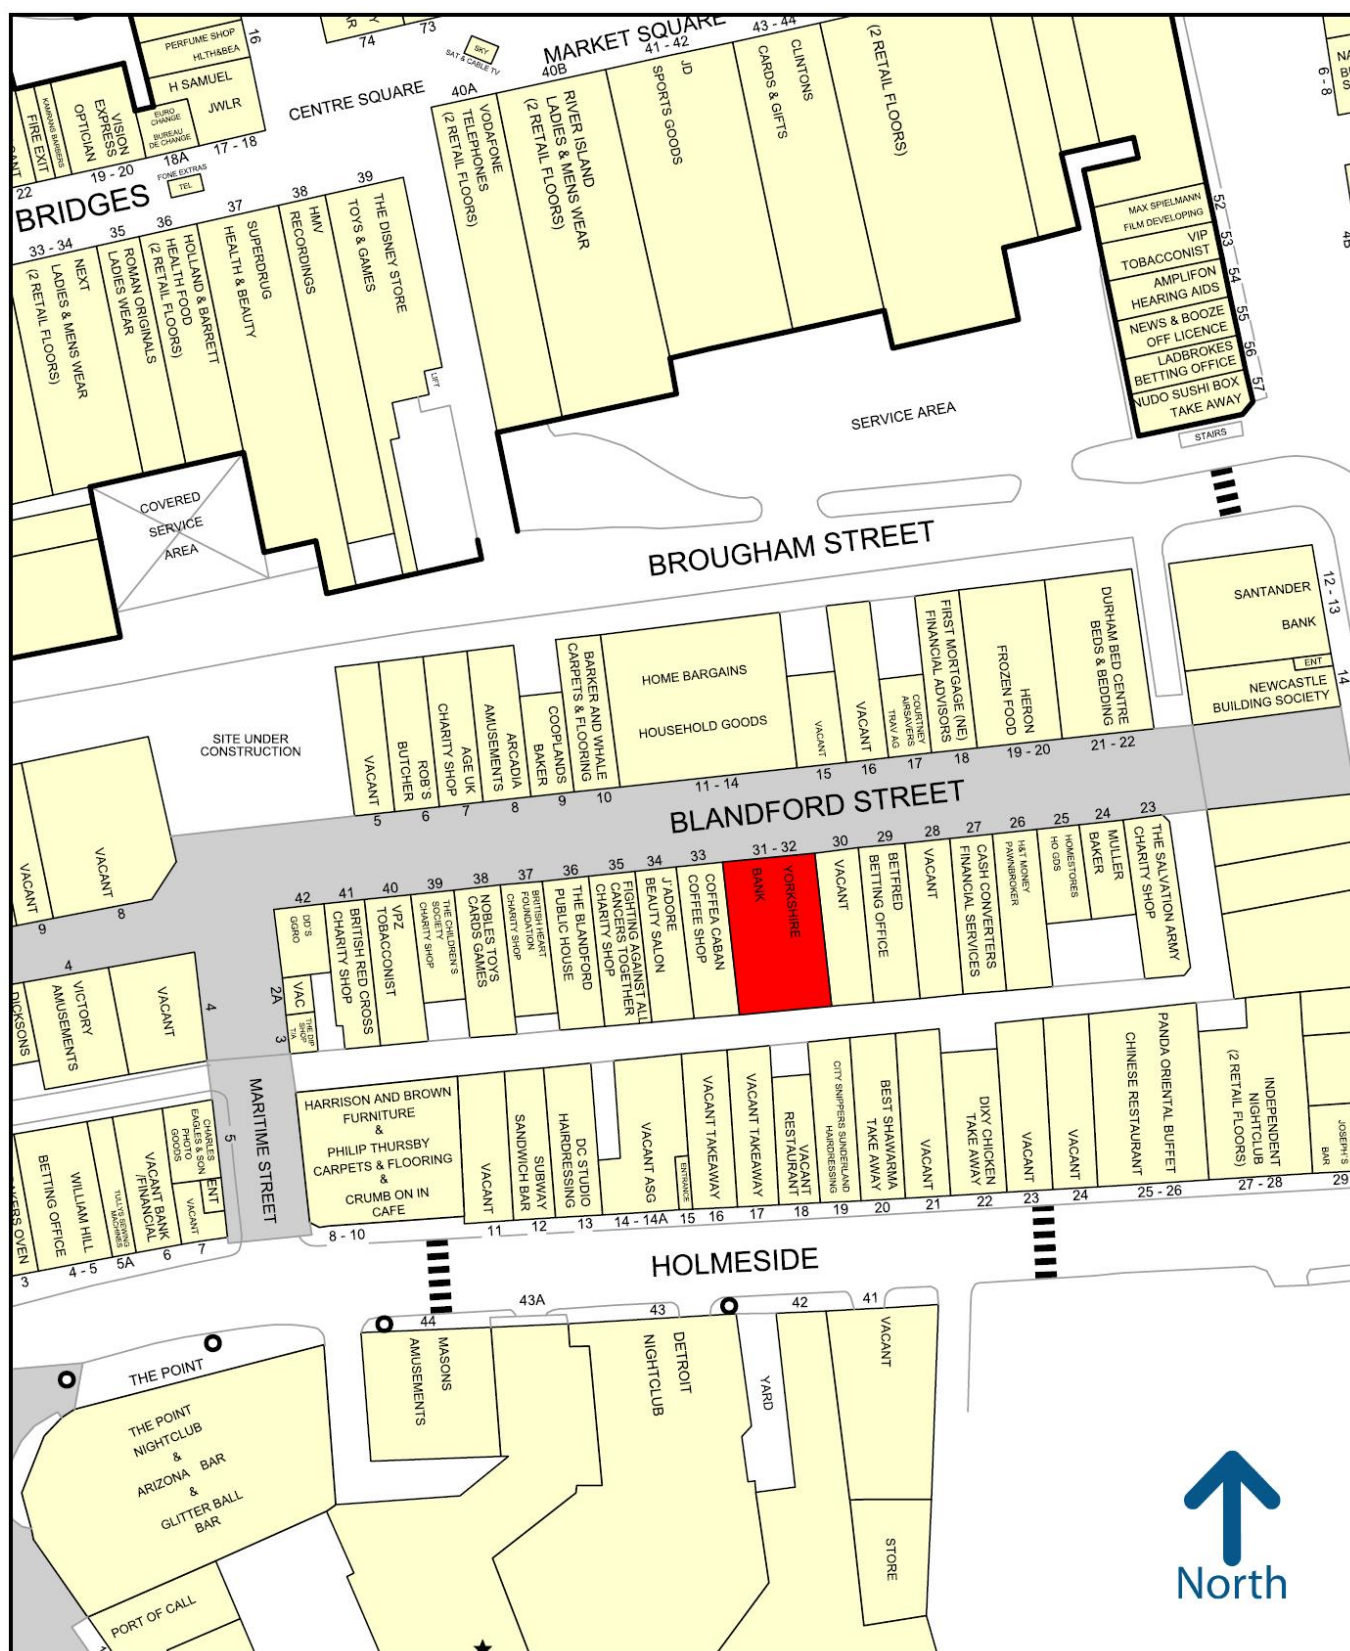 PERFUME SHOP
HLTH&BEA
16
H SAMUEL
JWLR
17 - 18
EURO
CHANGE
BUREAU
DE CHANGE
18A
VISION
EXPRESS
OPTICIAN
19 - 20
KAMRANS BARBERS
FIRE EXIT
22
FONE EXTRAS
TEL
BRIDGES
74
73
SKY
SAT & CABLE TV
CENTRE SQUARE
MARKET SQUARE
40A
VODAFONE
TELEPHONES
(2 RETAIL FLOORS)
40B
RIVER ISLAND
LADIES & MENS WEAR
(2 RETAIL FLOORS)
41 - 42
JD
SPORTS GOODS
43 - 44
CLINTONS
CARDS & GIFTS
(2 RETAIL FLOORS)
6 - 8
4B
MAX SPIELMANN
FILM DEVELOPING
52
VIP
TOBACCONIST
53
AMPLIFON
HEARING AIDS
54
NEWS & BOOZE
OFF LICENCE
55
LADBROKES
BETTING OFFICE
56
NUDO SUSHI BOX
TAKE AWAY
57
STAIRS
33 - 34
NEXT
LADIES & MENS WEAR
(2 RETAIL FLOORS)
35
ROMAN ORIGINALS
LADIES WEAR
36
HOLLAND & BARRETT
HEALTH FOOD
(2 RETAIL FLOORS)
37
SUPERDRUG
HEALTH & BEAUTY
38
HMV
RECORDINGS
39
THE DISNEY STORE
TOYS & GAMES
LIFT
COVERED
SERVICE
AREA
SERVICE AREA
BROUGHAM STREET
SANTANDER
BANK
12 - 13
ENT
NEWCASTLE
BUILDING SOCIETY
14
SITE UNDER
CONSTRUCTION
VACANT
5
ROB'S
BUTCHER
6
AGE UK
CHARITY SHOP
7
ARCADIA
AMUSEMENTS
8
COOPLANDS
BAKER
9
BARKER AND WHALE
CARPETS & FLOORING
10
HOME BARGAINS
HOUSEHOLD GOODS
11 - 14
VACANT
15
VACANT
16
COURTNEY
AIRSAVERS
TRAV AG
17
FIRST MORTGAGE (NE)
FINANCIAL ADVISORS
18
HERON
FROZEN FOOD
19 - 20
DURHAM BED CENTRE
BEDS & BEDDING
21 - 22
BLANDFORD STREET
VACANT
9
VACANT
8
42
DD'S
GGRO
41
BRITISH RED CROSS
CHARITY SHOP
40
VPZ
TOBACCONIST
39
THE CHILDREN'S
SOCIETY
CHARITY SHOP
38
NOBLES TOYS
CARDS GAMES
37
BRITISH HEART
FOUNDATION
CHARITY SHOP
36
THE BLANDFORD
PUBLIC HOUSE
35
FIGHTING AGAINST ALL
CANCERS TOGETHER
CHARITY SHOP
34
J'ADORE
BEAUTY SALON
33
COFFEA CABAN
COFFEE SHOP
31 - 32
YORKSHIRE
BANK
30
VACANT
29
BETFRED
BETTING OFFICE
28
VACANT
27
CASH CONVERTERS
FINANCIAL SERVICES
26
H&T MONEY
PAWNBROKER
25
HOMESTORES
HO GDS
24
MULLER
BAKER
23
THE SALVATION ARMY
CHARITY SHOP
VAC
2A
THE DIP
SHOP
T/A
3
DICKSONS
4
VICTORY
AMUSEMENTS
VACANT
4
MARITIME STREET
HARRISON AND BROWN
FURNITURE
&
PHILIP THURSBY
CARPETS & FLOORING
&
CRUMB ON IN
CAFE
8 - 10
VACANT
11
SUBWAY
SANDWICH BAR
12
DC STUDIO
HAIRDRESSING
13
VACANT ASG
14 - 14A
ENTRANCE
15
VACANT TAKEAWAY
16
VACANT TAKEAWAY
17
VACANT
RESTAURANT
18
CITY SNIPPERS SUNDERLAND
HAIRDRESSING
19
BEST SHAWARMA
TAKE AWAY
20
VACANT
21
DIXY CHICKEN
TAKE AWAY
22
VACANT
23
VACANT
24
PANDA ORIENTAL BUFFET
CHINESE RESTAURANT
25 - 26
INDEPENDENT
NIGHTCLUB
(2 RETAIL FLOORS)
27 - 28
JOSEPH'S
BAR
29
3
WILLIAM HILL
BETTING OFFICE
4 - 5
TULLYS SEWING
MACHINES
5A
VACANT BANK
/FINANCIAL
6
CHARLES
EAGLES & SON
PHOTO
GOODS
5
ENT
VACANT
7
HOLMESIDE
THE POINT
THE POINT
NIGHTCLUB
&
ARIZONA BAR
&
GLITTER BALL
BAR
PORT OF CALL
44
MASONS
AMUSEMENTS
43A
43
DETROIT
NIGHTCLUB
YARD
42
41
VACANT
STORE
North